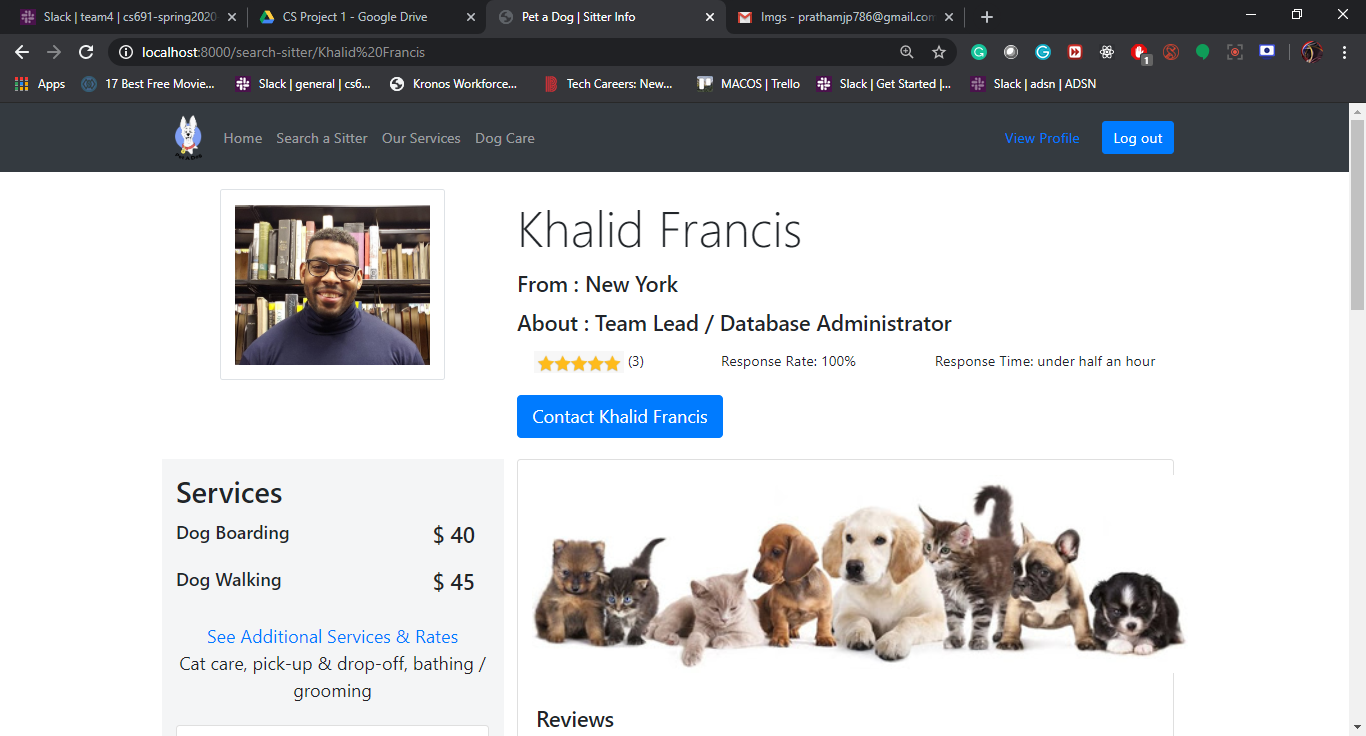 Slack | team4 | cs691-spring2020
CS Project 1 - Google Drive
Pet a Dog | Sitter Info
Imgs - prathamjp786@gmail.com
localhost:8000/search-sitter/Khalid%20Francis
1
Apps
17 Best Free Movie...
Slack | general | cs6...
Kronos Workforce...
Tech Careers: New...
MACOS | Trello
Slack | Get Started |...
Slack | adsn | ADSN
Pet A Dog
Home
Search a Sitter
Our Services
Dog Care
View Profile
Log out
Khalid Francis
From : New York
About : Team Lead / Database Administrator
(3)
Response Rate: 100%
Response Time: under half an hour
Contact Khalid Francis
Services
Dog Boarding
$ 40
Dog Walking
$ 45
See Additional Services & Rates
Cat care, pick-up & drop-off, bathing /
grooming
Reviews